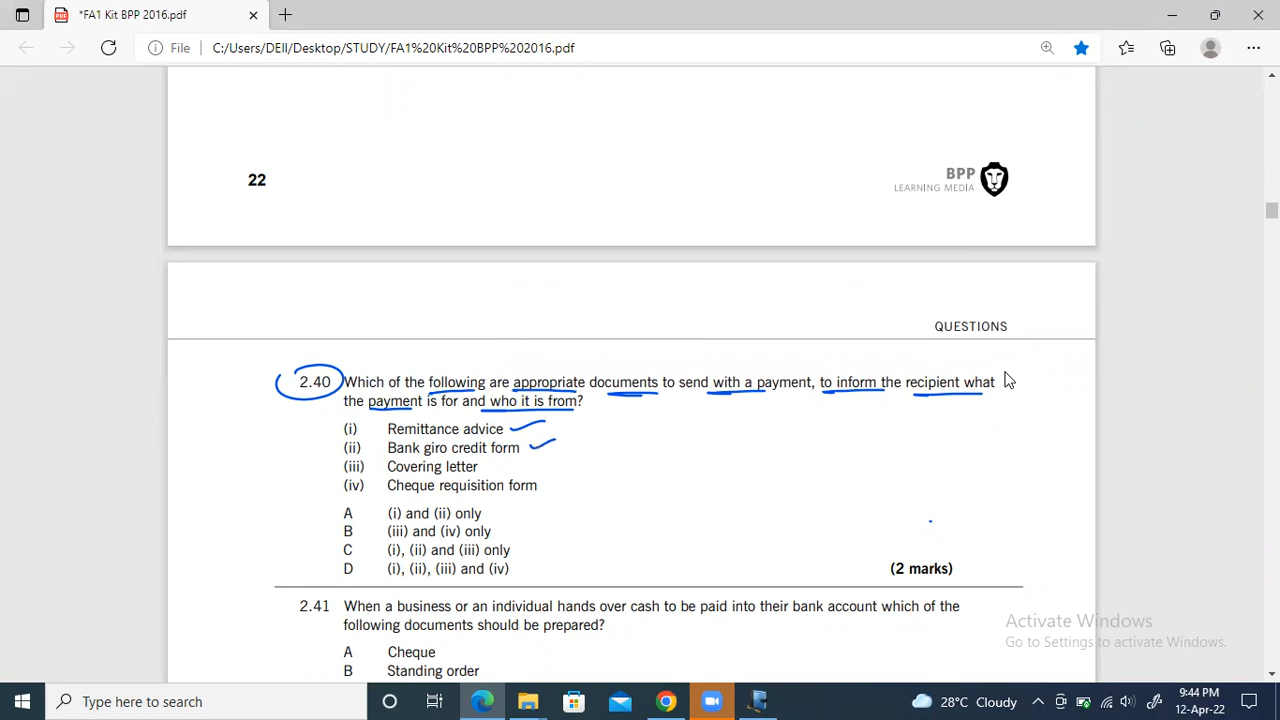 *FA1 Kit BPP 2016.pdf
File C:/Users/DEll/Desktop/STUDY/FA1%20Kit%20BPP%202016.pdf
22
BPP
LEARNING MEDIA
QUESTIONS
2.40 Which of the following are appropriate documents to send with a payment, to inform the recipient what
the payment is for and who it is from?
(i) Remittance advice
(ii) Bank giro credit form
(iii) Covering letter
(iv) Cheque requisition form
A (i) and (ii) only
B (iii) and (iv) only
C (i), (ii) and (iii) only
D (i), (ii), (iii) and (iv) (2 marks)
2.41 When a business or an individual hands over cash to be paid into their bank account which of the
following documents should be prepared?
A Cheque
B Standing order
Activate Windows
Go to Settings to activate Windows.
Type here to search
28°C Cloudy
9:44 PM
12-Apr-22